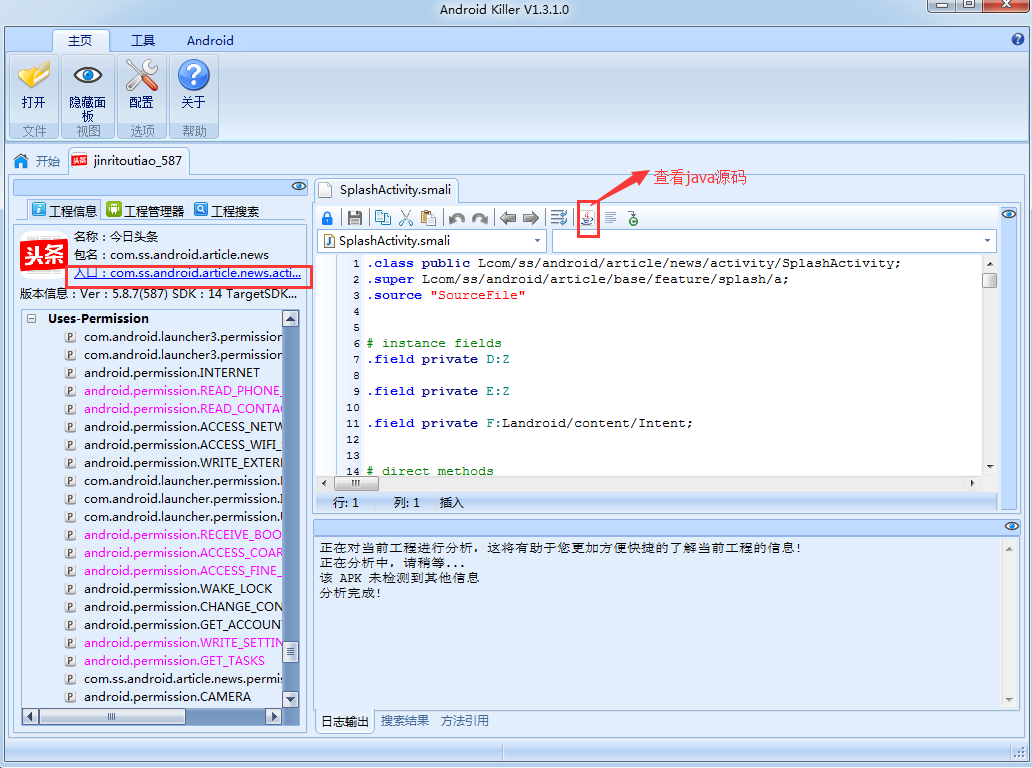 Android Killer V1.3.1.0
主页 工具 Android
打开 隐藏面板 配置 关于
文件 视图 选项 帮助
开始 jinritoutiao_587
工程信息 工程管理器 工程搜索
头条
名称：今日头条
包名：com.ss.android.article.news
入口：com.ss.android.article.news.acti...
版本信息：Ver：5.8.7(587) SDK：14 TargetSDK...
Uses-Permission
com.android.launcher3.permission
com.android.launcher3.permission
android.permission.INTERNET
android.permission.READ_PHONE_
android.permission.READ_CONTA
android.permission.ACCESS_NETW
android.permission.ACCESS_WIFI_
android.permission.WRITE_EXTER
com.android.launcher.permission.
com.android.launcher.permission.I
com.android.launcher.permission.
android.permission.RECEIVE_BOO
android.permission.ACCESS_COAR
android.permission.ACCESS_FINE_
android.permission.WAKE_LOCK
android.permission.CHANGE_CON
android.permission.GET_ACCOUN
android.permission.WRITE_SETTIN
android.permission.GET_TASKS
com.ss.android.article.news.permis
android.permission.CAMERA
SplashActivity.smali
查看java源码
SplashActivity.smali
1 .class public Lcom/ss/android/article/news/activity/SplashActivity;
2 .super Lcom/ss/android/article/base/feature/splash/a;
3 .source "SourceFile"
4
5
6 # instance fields
7 .field private D:Z
8
9 .field private E:Z
10
11 .field private F:Landroid/content/Intent;
12
13
14 # direct methods
行: 1 列: 1 插入
正在对当前工程进行分析，这将有助于您更加方便快捷的了解当前工程的信息!
正在分析中，请稍等...
该 APK 未检测到其他信息
分析完成!
日志输出 搜索结果 方法引用